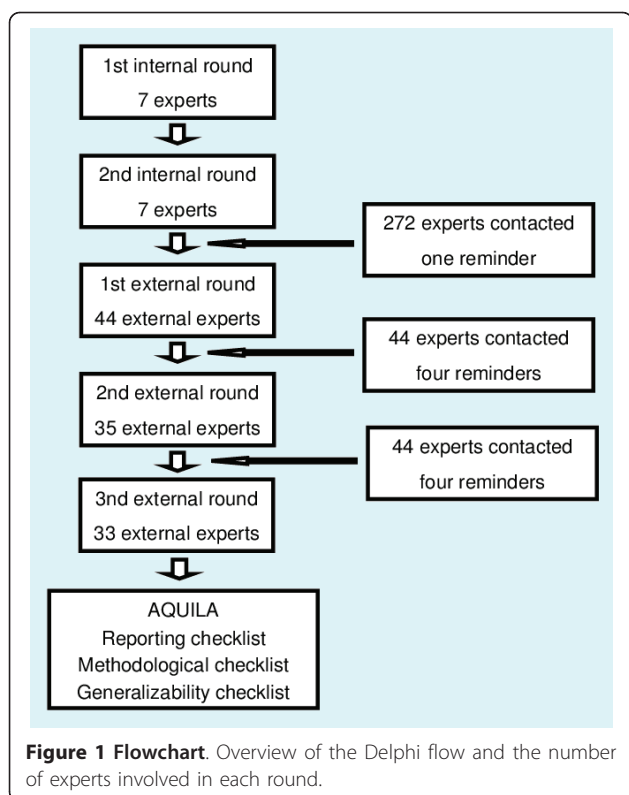 1st internal round
7 experts
2nd internal round
7 experts
272 experts contacted
one reminder
1st external round
44 external experts
44 experts contacted
four reminders
2nd external round
35 external experts
44 experts contacted
four reminders
3nd external round
33 external experts
AQUILA
Reporting checklist
Methodological checklist
Generalizability checklist
Figure 1 Flowchart. Overview of the Delphi flow and the number
of experts involved in each round.